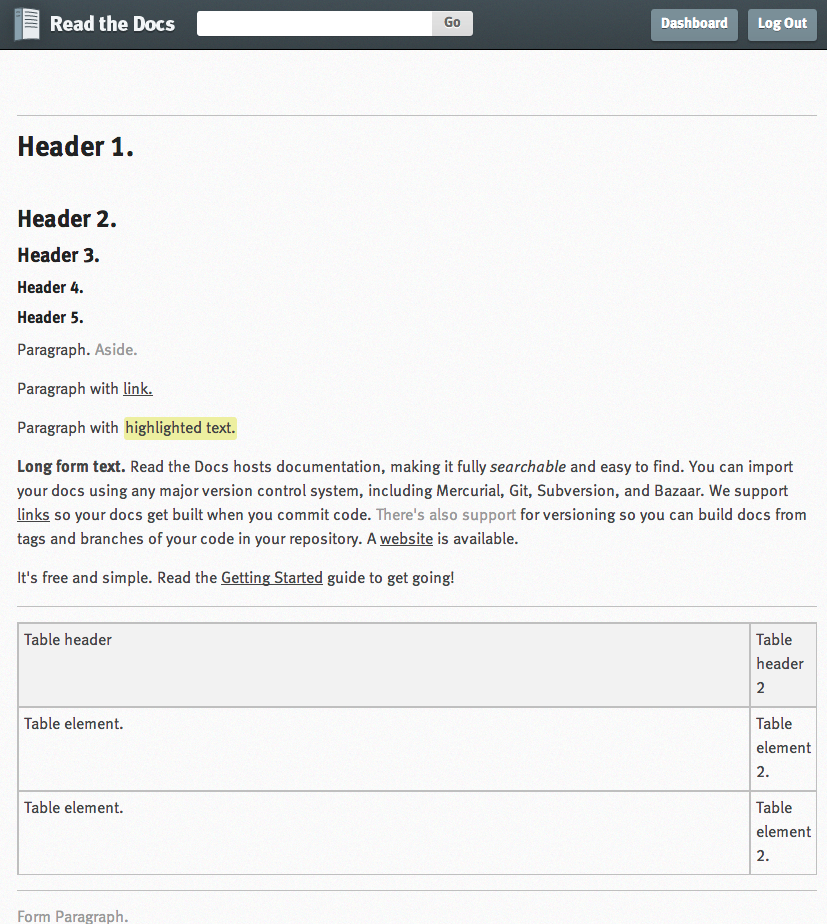 Read the Docs Go Dashboard Log Out
Header 1.
Header 2.
Header 3.
Header 4.
Header 5.
Paragraph. Aside.
Paragraph with link.
Paragraph with highlighted text.
Long form text. Read the Docs hosts documentation, making it fully searchable and easy to find. You can import
your docs using any major version control system, including Mercurial, Git, Subversion, and Bazaar. We support
links so your docs get built when you commit code. There's also support for versioning so you can build docs from
tags and branches of your code in your repository. A website is available.
It's free and simple. Read the Getting Started guide to get going!
Table header
Table
header
2
Table element.
Table
element
2.
Table element.
Table
element
2.
Form Paragraph.